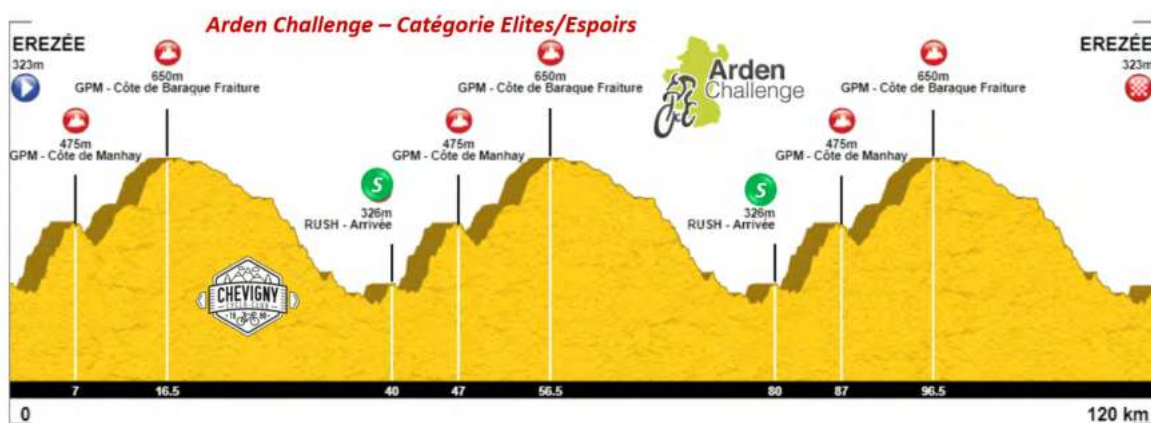 Arden Challenge – Catégorie Elites/Espoirs
EREZÉE
323m
475m
GPM - Côte de Manhay
650m
GPM - Côte de Baraque Fraiture
S
326m
RUSH - Arrivée
475m
GPM - Côte de Manhay
650m
GPM - Côte de Baraque Fraiture
Arden
Challenge
S
326m
RUSH - Arrivée
475m
GPM - Côte de Manhay
650m
GPM - Côte de Baraque Fraiture
EREZÉE
323m
CHEVIGNY
CYCLO CLUB
7 16.5 40 47 56.5 80 87 96.5
0 120 km